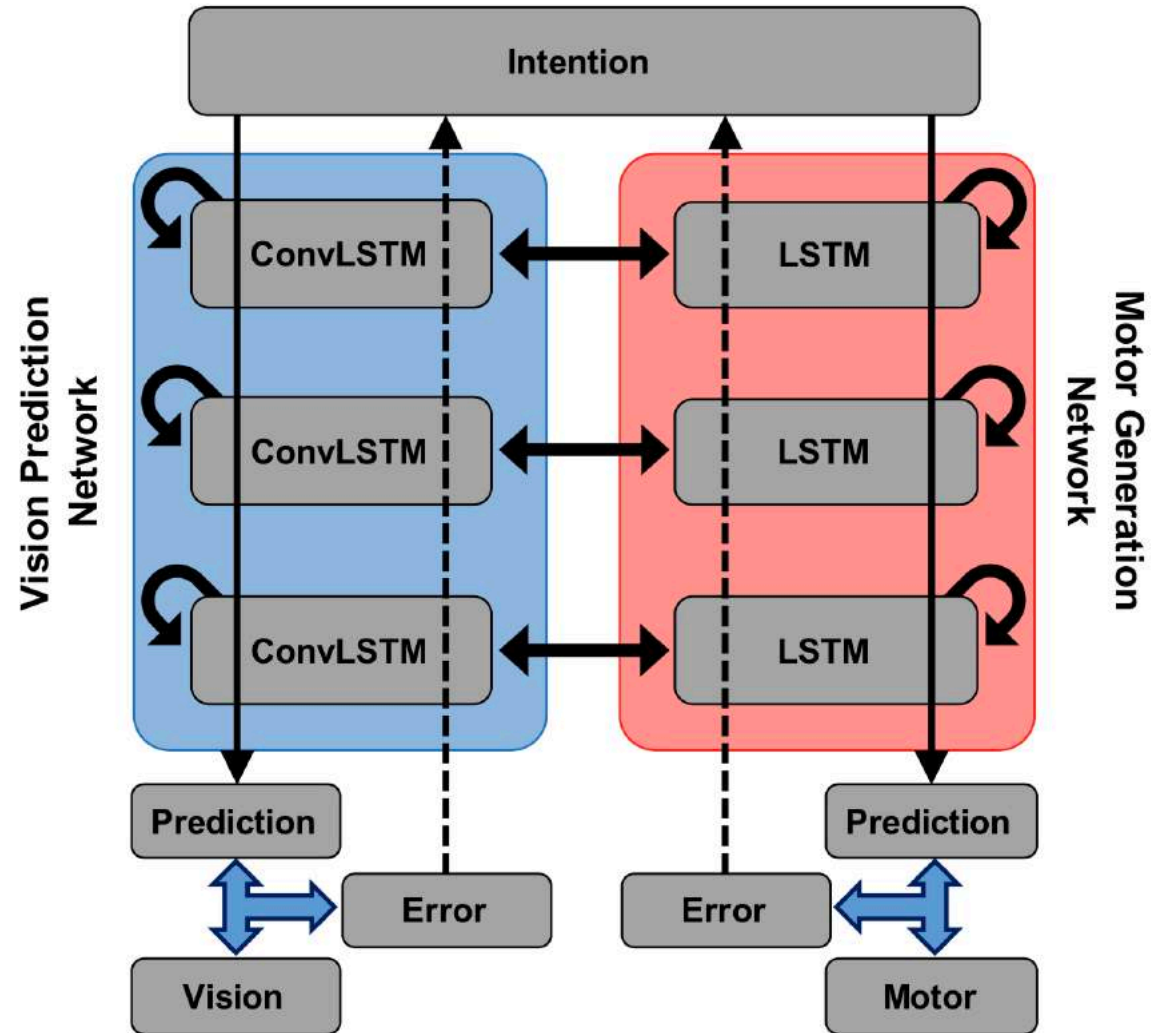 Intention
Vision Prediction
Network
ConvLSTM
LSTM
ConvLSTM
LSTM
ConvLSTM
LSTM
Motor Generation
Network
Prediction
Prediction
Error
Error
Vision
Motor